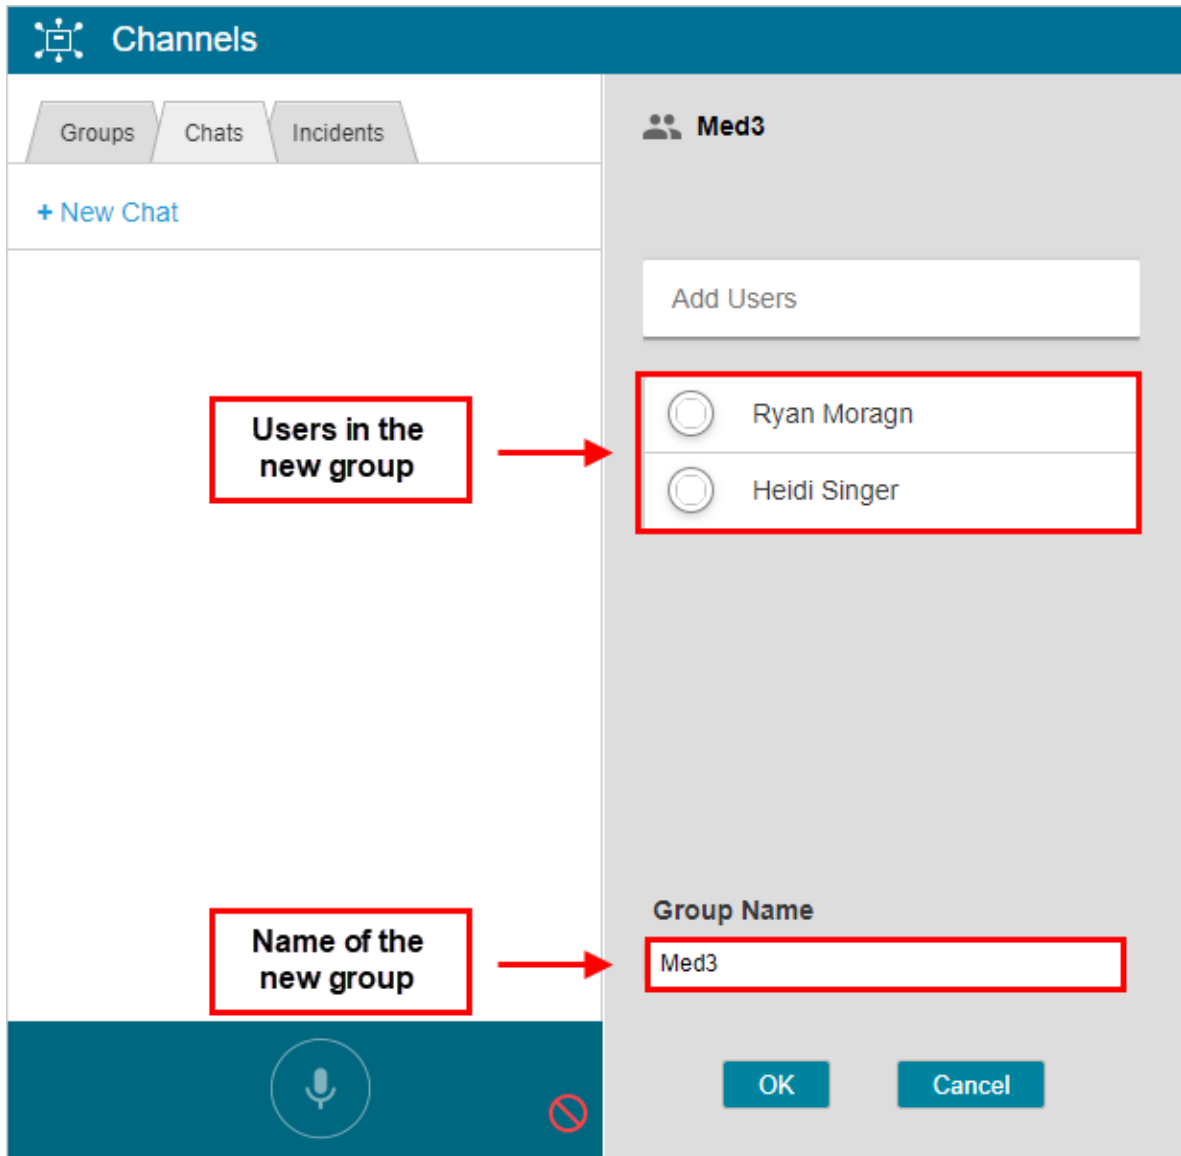 Channels
Groups Chats Incidents
+ New Chat
Med3
Add Users
Users in the
new group
Ryan Moragn
Heidi Singer
Group Name
Name of the
new group
Med3
OK Cancel